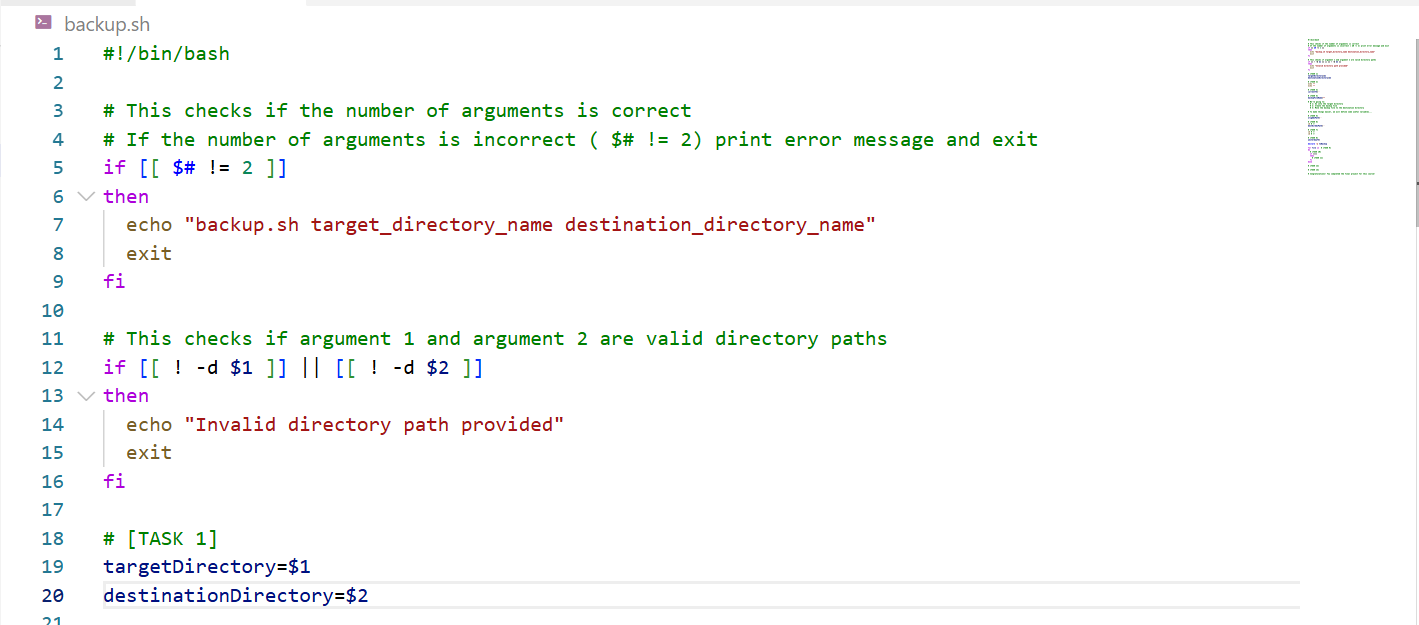 backup.sh
1 #!/bin/bash
2
3 # This checks if the number of arguments is correct
4 # If the number of arguments is incorrect ( $# != 2) print error message and exit
5 if [[ $# != 2 ]]
6 then
7 echo "backup.sh target_directory_name destination_directory_name"
8 exit
9 fi
10
11 # This checks if argument 1 and argument 2 are valid directory paths
12 if [[ ! -d $1 ]] || [[ ! -d $2 ]]
13 then
14 echo "Invalid directory path provided"
15 exit
16 fi
17
18 # [TASK 1]
19 targetDirectory=$1
20 destinationDirectory=$2
21